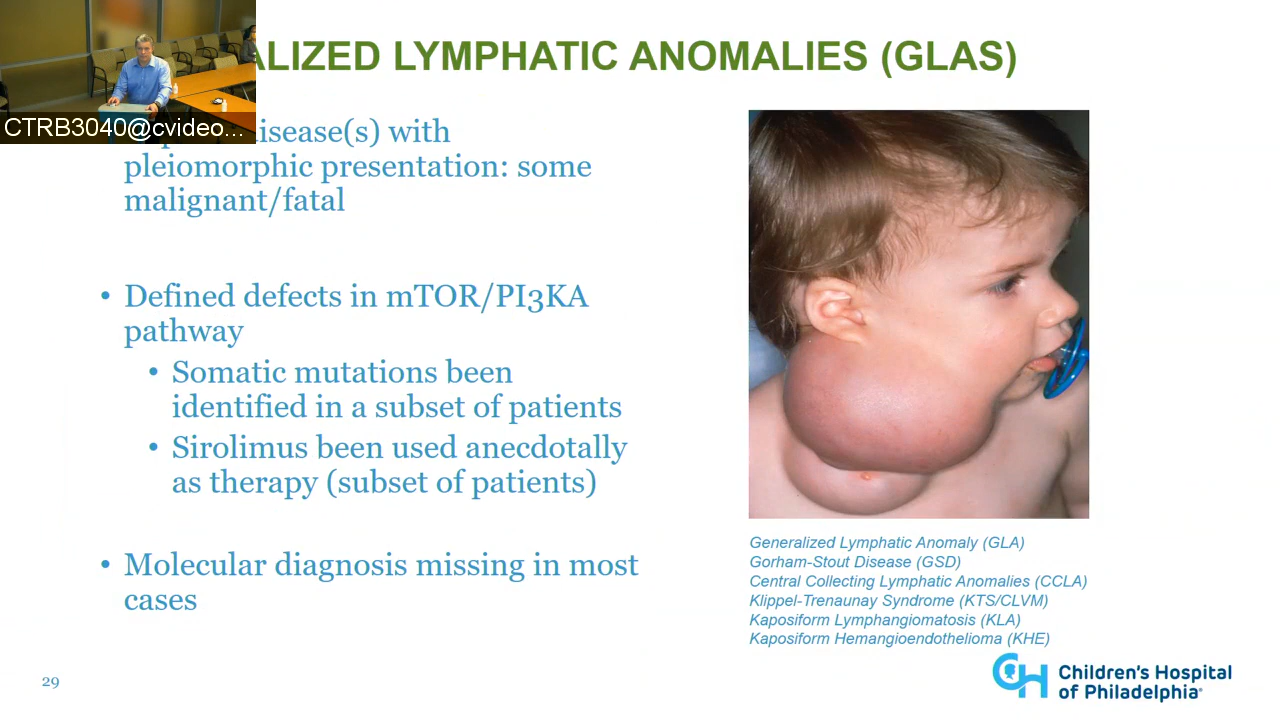 ALIZED LYMPHATIC ANOMALIES (GLAS)
CTRB3040@cvideo...
isease(s) with
pleiomorphic presentation: some
malignant/fatal
• Defined defects in mTOR/PI3KA
pathway
• Somatic mutations been
identified in a subset of patients
• Sirolimus been used anecdotally
as therapy (subset of patients)
• Molecular diagnosis missing in most
cases
Generalized Lymphatic Anomaly (GLA)
Gorham-Stout Disease (GSD)
Central Collecting Lymphatic Anomalies (CCLA)
Klippel-Trenaunay Syndrome (KTS/CLVM)
Kaposiform Lymphangiomatosis (KLA)
Kaposiform Hemangioendothelioma (KHE)
29
CH Children's Hospital
of Philadelphia